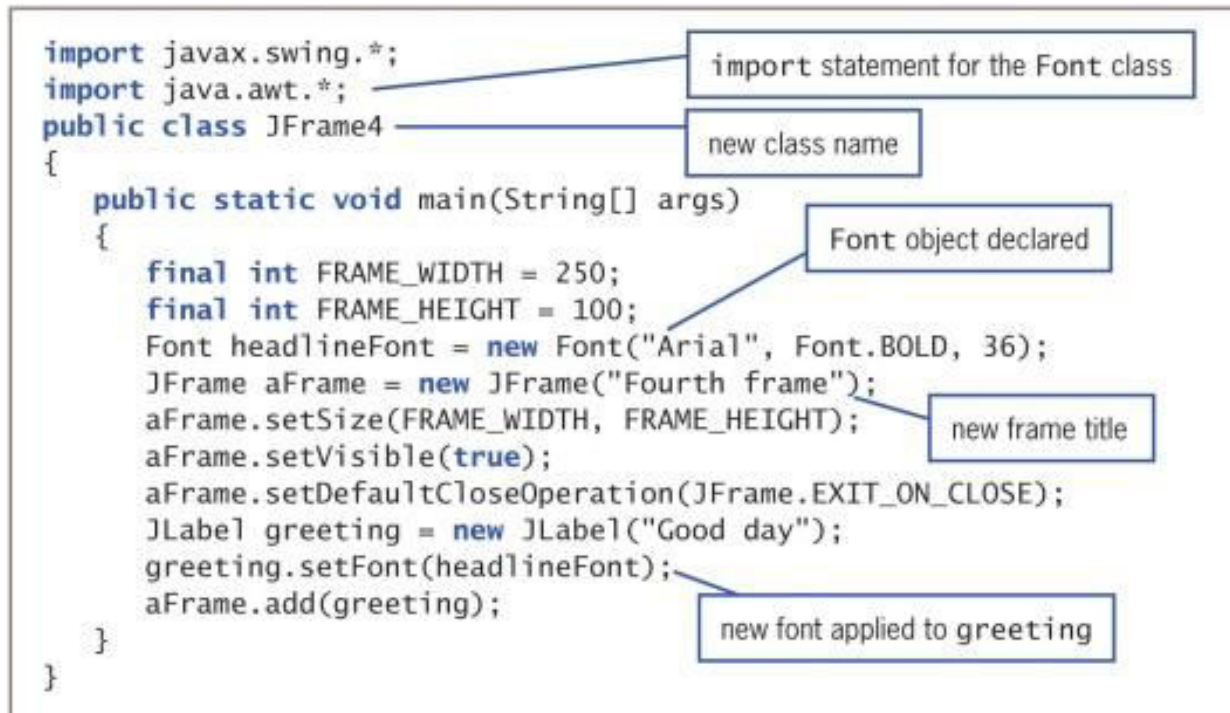 import javax.swing.*;
import java.awt.*;
import statement for the Font class
public class JFrame4
new class name
{
public static void main(String[] args)
{
Font object declared
final int FRAME_WIDTH = 250;
final int FRAME_HEIGHT = 100;
Font headlineFont = new Font("Arial", Font.BOLD, 36);
JFrame aFrame = new JFrame("Fourth frame");
aFrame.setSize(FRAME_WIDTH, FRAME_HEIGHT);
new frame title
aFrame.setVisible(true);
aFrame.setDefaultCloseOperation(JFrame.EXIT_ON_CLOSE);
JLabel greeting = new JLabel("Good day");
greeting.setFont(headlineFont);
aFrame.add(greeting);
new font applied to greeting
}
}